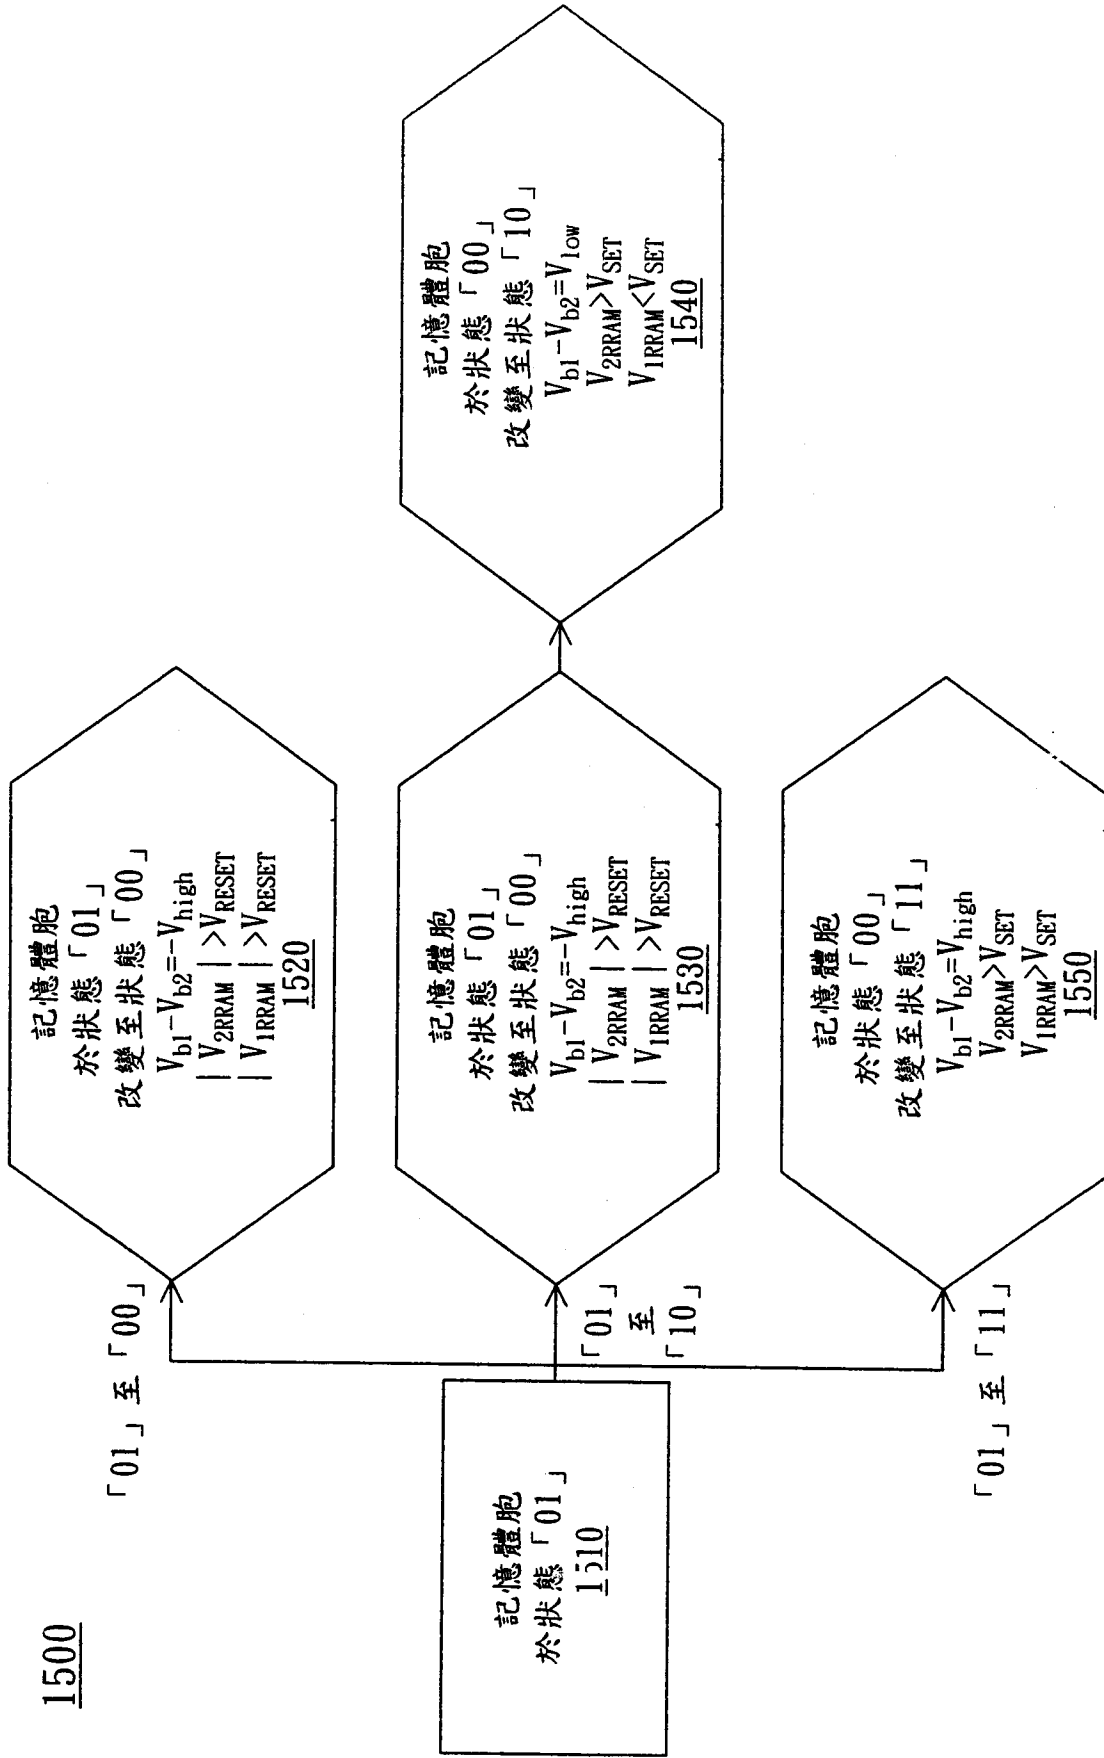 1500
記憶體胞
於狀態「01」
1510
「01」至「00」
記憶體胞
於狀態「01」
改變至狀態「00」
Vb1-Vb2=-Vhigh
|V2RRAM|>VRESET
|V1RRAM|>VRESET
1520
「01」
至
「10」
記憶體胞
於狀態「01」
改變至狀態「00」
Vb1-Vb2=-Vhigh
|V2RRAM|>VRESET
|V1RRAM|>VRESET
1530
記憶體胞
於狀態「00」
改變至狀態「10」
Vb1-Vb2=Vlow
V2RRAM>VSET
V1RRAM<VSET
1540
「01」至「11」
記憶體胞
於狀態「00」
改變至狀態「11」
Vb1-Vb2=Vhigh
V2RRAM>VSET
V1RRAM>VSET
1550